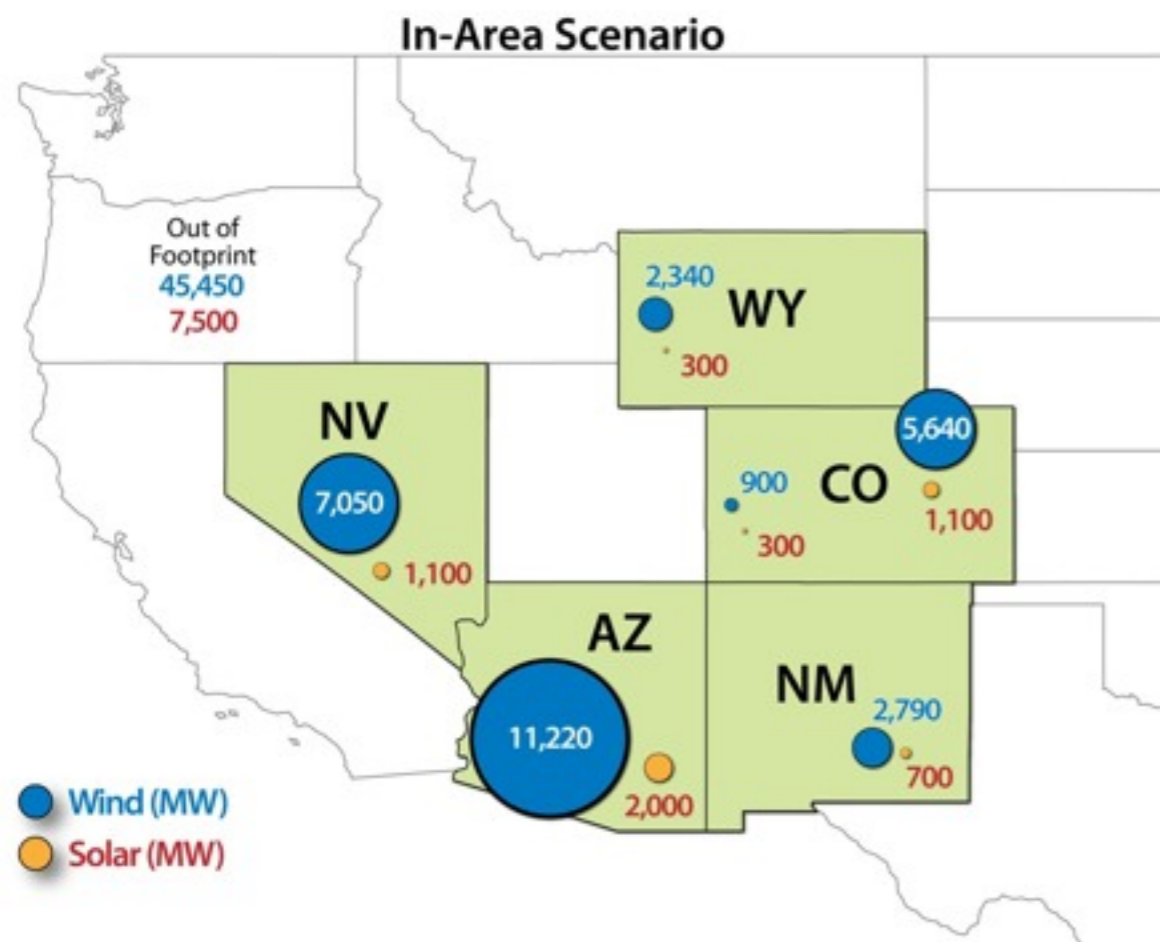 In-Area Scenario
Out of
Footprint
45,450
7,500
2,340
WY
300
NV
7,050
1,100
5,640
900
CO
1,100
300
AZ
11,220
2,000
NM
2,790
700
Wind (MW)
Solar (MW)